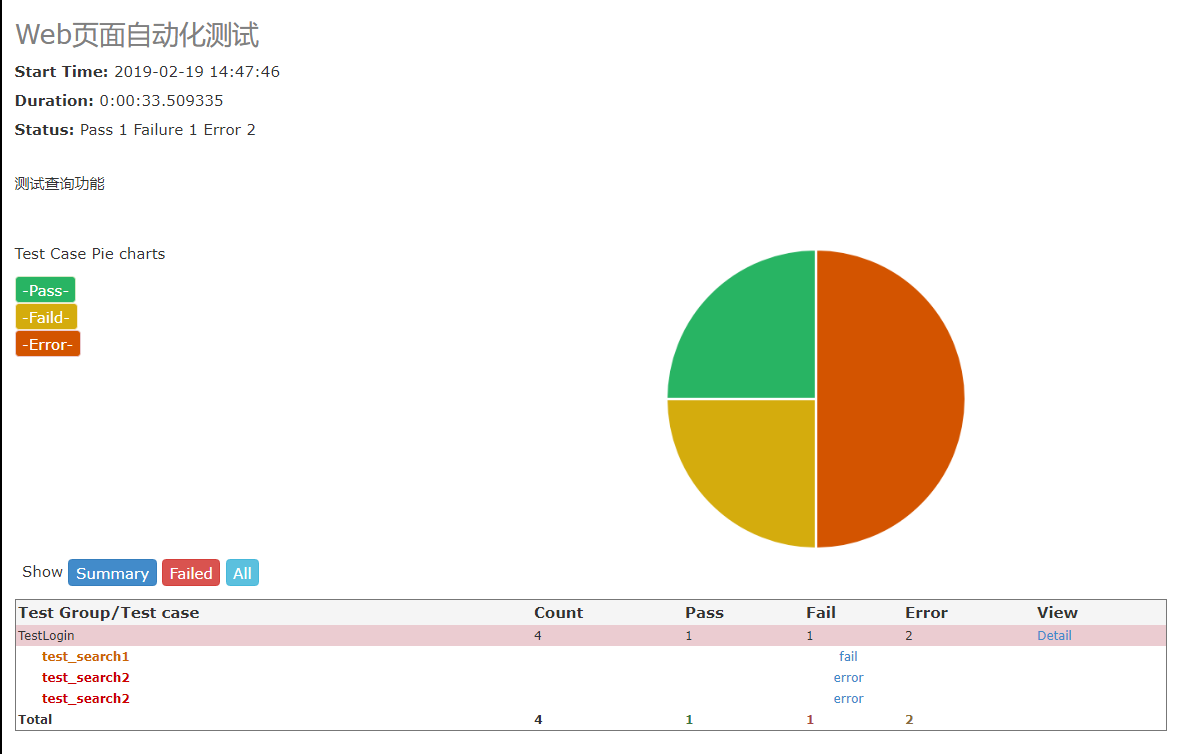 Web页面自动化测试
Start Time: 2019-02-19 14:47:46
Duration: 0:00:33.509335
Status: Pass 1 Failure 1 Error 2
测试查询功能
Test Case Pie charts
-Pass-
-Faild-
-Error-
Show Summary Failed All
Test Group/Test case Count Pass Fail Error View
TestLogin 4 1 1 2 Detail
test_search1 fail
test_search2 error
test_search2 error
Total 4 1 1 2